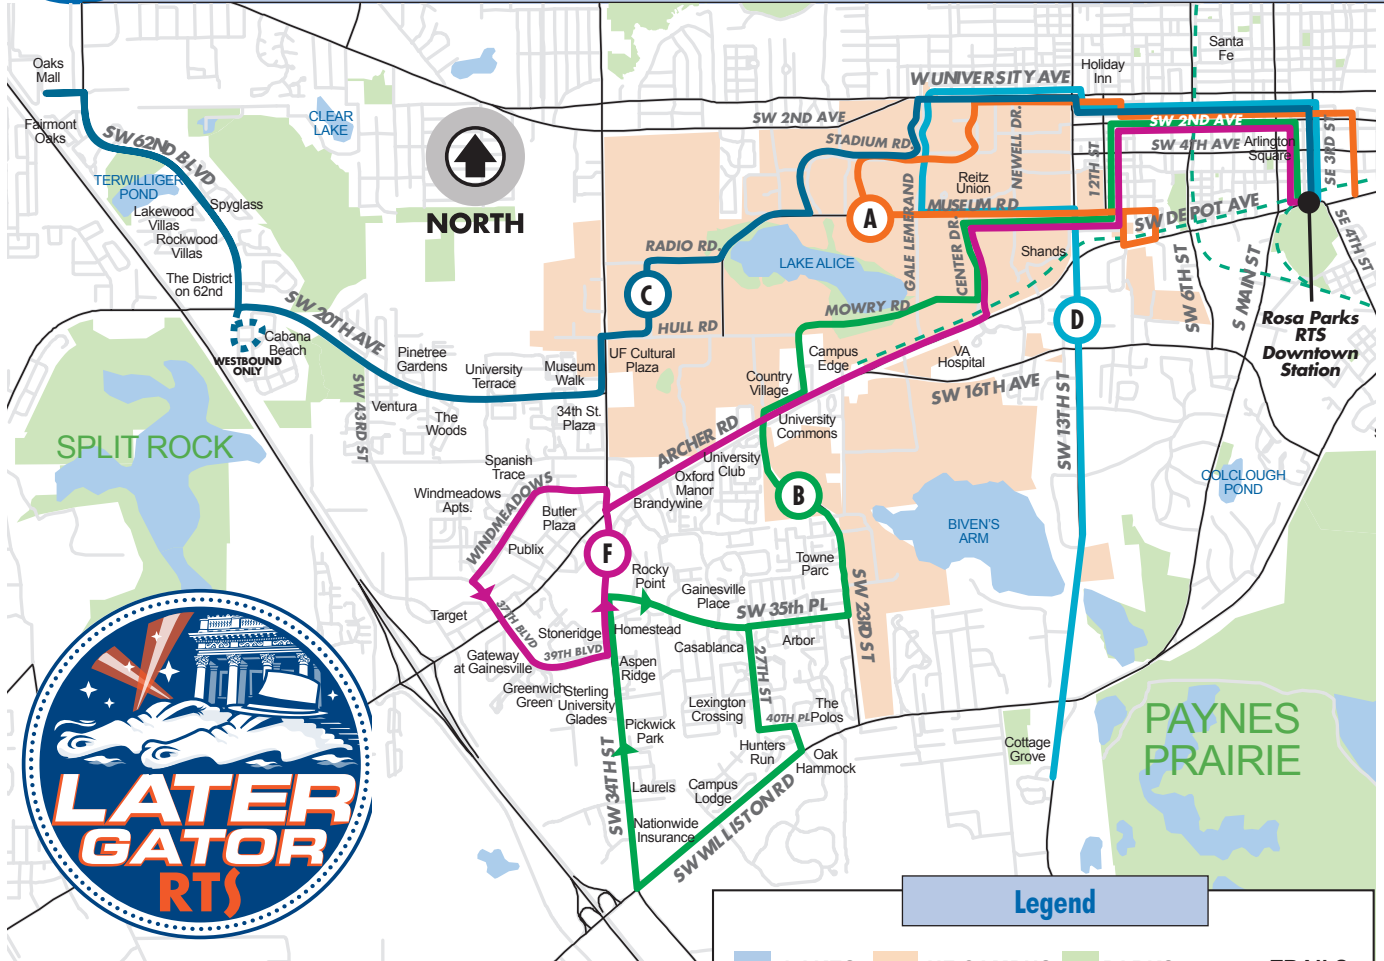 Oaks
Mall
Fairmont
Oaks
SW 62ND BLVD
CLEAR
LAKE
TERWILLIGER
POND
Lakewood
Villas
Rockwood
Villas
Spyglass
The District
on 62nd
NORTH
WESTBOUND
ONLY
Cabana
Beach
SW 20TH AVE
SW 43RD ST
Pinetree
Gardens
Ventura
The
Woods
University
Terrace
Museum
Walk
34th St.
Plaza
UF Cultural
Plaza
C
RADIO RD.
HULL RD
SW 2ND AVE
STADIUM RD.
W UNIVERSITY AVE
Holiday
Inn
Santa
Fe
SW 2ND AVE
SW 4TH AVE
Arlington
Square
SE 3RD ST
12TH ST
NEWELL DR.
Reitz
Union
MUSEUM RD
A
GALE LEMERAND
CENTER DR.
LAKE ALICE
MOWRY RD
Shands
SW DEPOT AVE
SW 6TH ST
S MAIN ST
SE 4TH ST
Rosa Parks
RTS
Downtown
Station
D
SW 13TH ST
VA
Hospital
SW 16TH AVE
Campus
Edge
Country
Village
University
Commons
ARCHER RD
University
Club
Oxford
Manor
Brandywine
B
SPLIT ROCK
Spanish
Trace
Windmeadows
Apts.
WINDMEADOWS
Butler
Plaza
Publix
F
Target
37TH BLVD
39TH BLVD
Stoneridge
Gateway
at Gainesville
Greenwich
Green
Sterling
University
Glades
Rocky
Point
Homestead
Gainesville
Place
SW 35th PL
Casablanca
Arbor
Towne
Parc
SW 23RD ST
BIVEN'S
ARM
COLCLOUGH
POND
Aspen
Ridge
27TH ST
Lexington
Crossing
40TH PL
The
Polos
Pickwick
Park
Hunters
Run
Oak
Hammock
SW 34TH ST
Laurels
Campus
Lodge
Nationwide
Insurance
SW WILLISTON RD
Cottage
Grove
PAYNES
PRAIRIE
LATER
GATOR
RTS
Legend